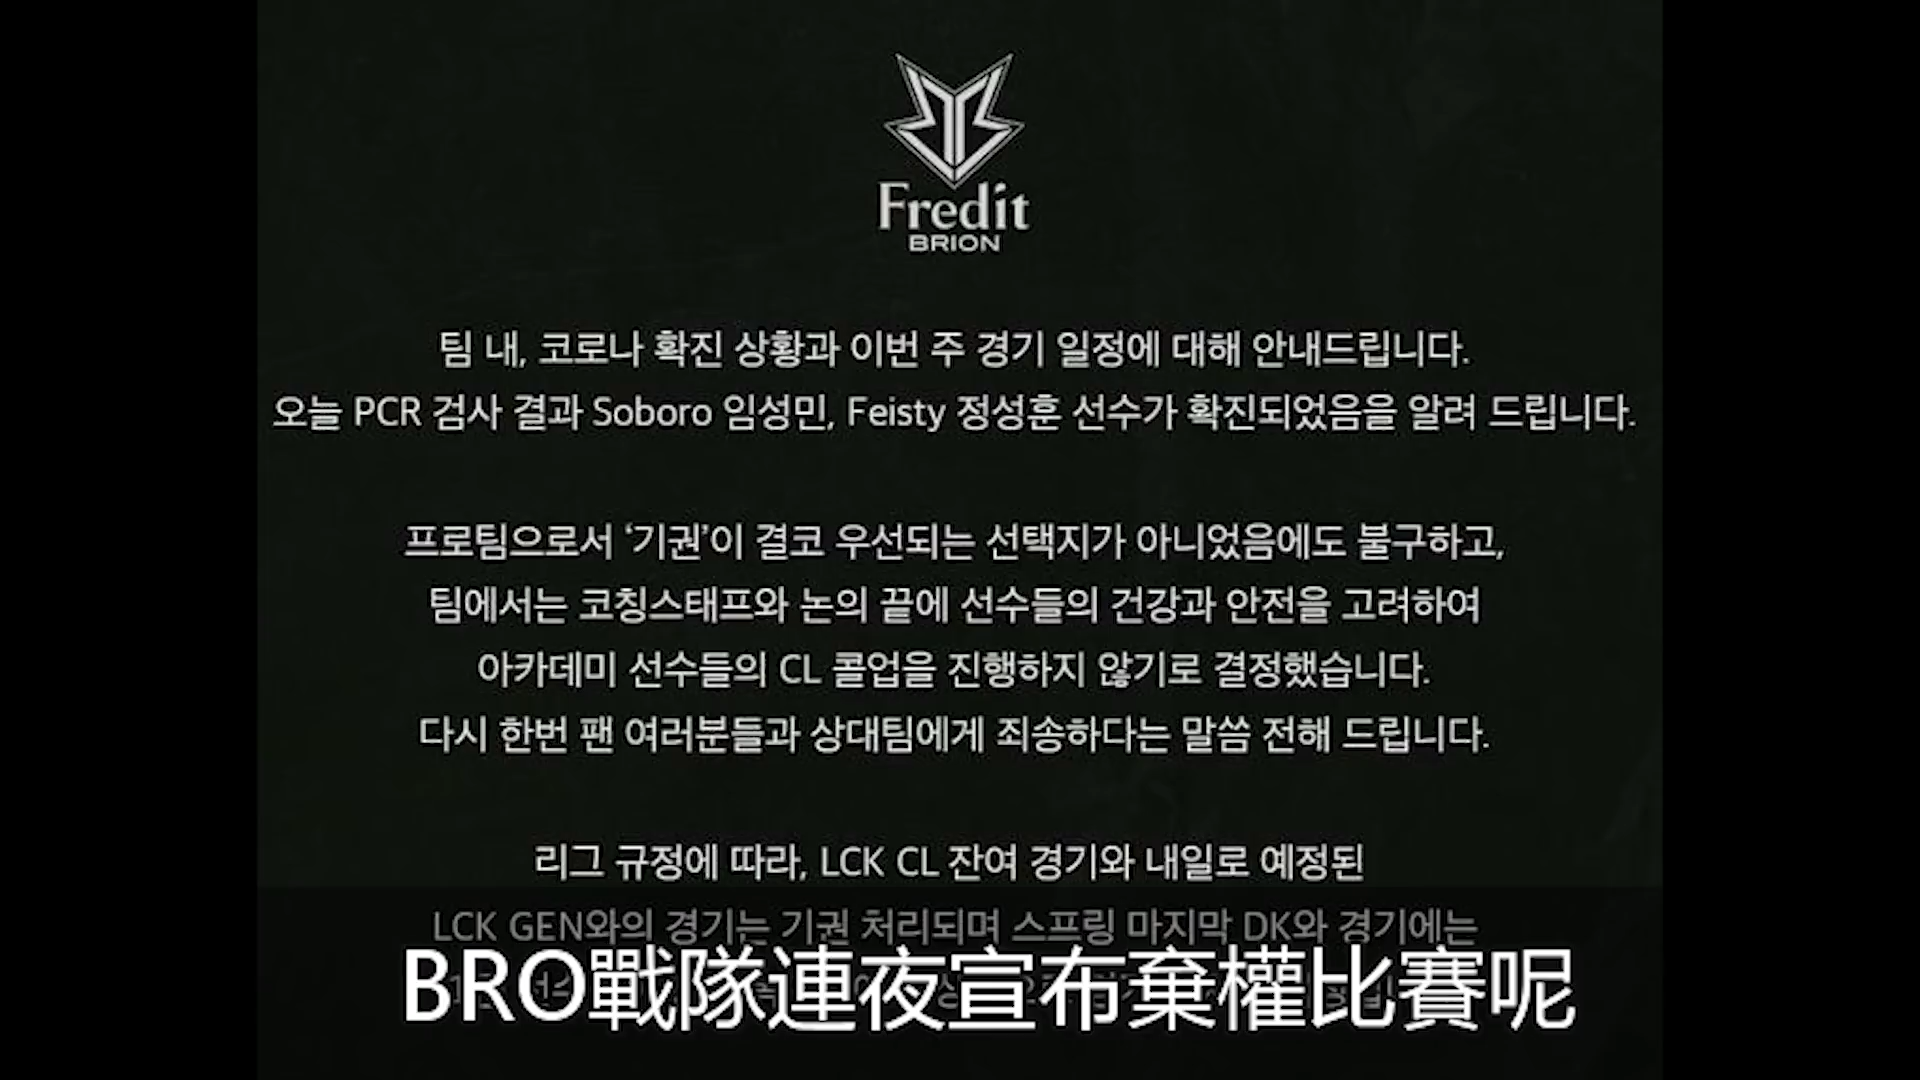 Fredit
BRION
팀 내, 코로나 확진 상황과 이번 주 경기 일정에 대해 안내드립니다.
오늘 PCR 검사 결과 Soboro 임성민, Feisty 정성훈 선수가 확진되었음을 알려 드립니다.
프로팀으로서 ‘기권’이 결코 우선되는 선택지가 아니었음에도 불구하고,
팀에서는 코칭스태프와 논의 끝에 선수들의 건강과 안전을 고려하여
아카데미 선수들의 CL 콜업을 진행하지 않기로 결정했습니다.
다시 한번 팬 여러분들과 상대팀에게 죄송하다는 말씀 전해 드립니다.
리그 규정에 따라, LCK CL 잔여 경기와 내일로 예정된
LCK GEN와의 경기는 기권 처리되며 스프링 마지막 DK와 경기에는
BRO戰隊連夜宣布棄權比賽呢